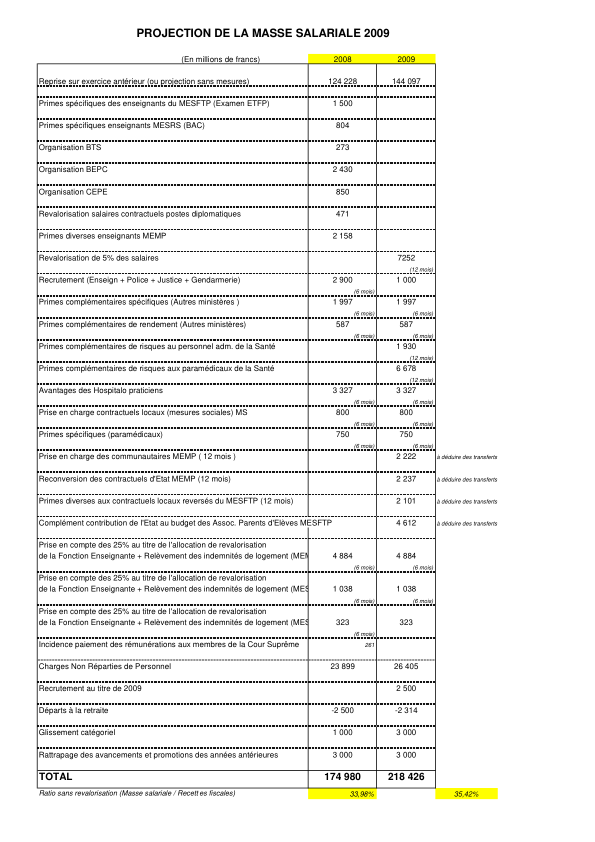 PROJECTION DE LA MASSE SALARIALE 2009
(En millions de francs) 2008 2009
Reprise sur exercice antérieur (ou projection sans mesures) 124 228 144 097
Primes spécifiques des enseignants du MESFTP (Examen ETFP) 1 500
Primes spécifiques enseignants MESRS (BAC) 804
Organisation BTS 273
Organisation BEPC 2 430
Organisation CEPE 850
Revalorisation salaires contractuels postes diplomatiques 471
Primes diverses enseignants MEMP 2 158
Revalorisation de 5% des salaires 7252
(12 mois)
Recrutement (Enseign + Police + Justice + Gendarmerie) 2 900 1 000
(6 mois)
Primes complémentaires spécifiques (Autres ministères ) 1 997 1 997
(6 mois) (6 mois)
Primes complémentaires de rendement (Autres ministères) 587 587
(6 mois) (6 mois)
Primes complémentaires de risques au personnel adm. de la Santé 1 930
(12 mois)
Primes complémentaires de risques aux paramédicaux de la Santé 6 678
(12 mois)
Avantages des Hospitalo praticiens 3 327 3 327
(6 mois) (6 mois)
Prise en charge contractuels locaux (mesures sociales) MS 800 800
(6 mois) (6 mois)
Primes spécifiques (paramédicaux) 750 750
(6 mois) (6 mois)
Prise en charge des communautaires MEMP ( 12 mois ) 2 222 à déduire des transferts
Reconversion des contractuels d'Etat MEMP (12 mois) 2 237 à déduire des transferts
Primes diverses aux contractuels locaux reversés du MESFTP (12 mois) 2 101 à déduire des transferts
Complément contribution de l'Etat au budget des Assoc. Parents d'Elèves MESFTP 4 612 à déduire des transferts
Prise en compte des 25% au titre de l'allocation de revalorisation
de la Fonction Enseignante + Relèvement des indemnités de logement (MEM 4 884 4 884
(6 mois) (6 mois)
Prise en compte des 25% au titre de l'allocation de revalorisation
de la Fonction Enseignante + Relèvement des indemnités de logement (MES 1 038 1 038
(6 mois) (6 mois)
Prise en compte des 25% au titre de l'allocation de revalorisation
de la Fonction Enseignante + Relèvement des indemnités de logement (MES 323 323
(6 mois)
Incidence paiement des rémunérations aux membres de la Cour Suprême 261
Charges Non Réparties de Personnel 23 899 26 405
Recrutement au titre de 2009 2 500
Départs à la retraite -2 500 -2 314
Glissement catégoriel 1 000 3 000
Rattrapage des avancements et promotions des années antérieures 3 000 3 000
TOTAL 174 980 218 426
Ratio sans revalorisation (Masse salariale / Recettes fiscales) 33,98% 35,42%